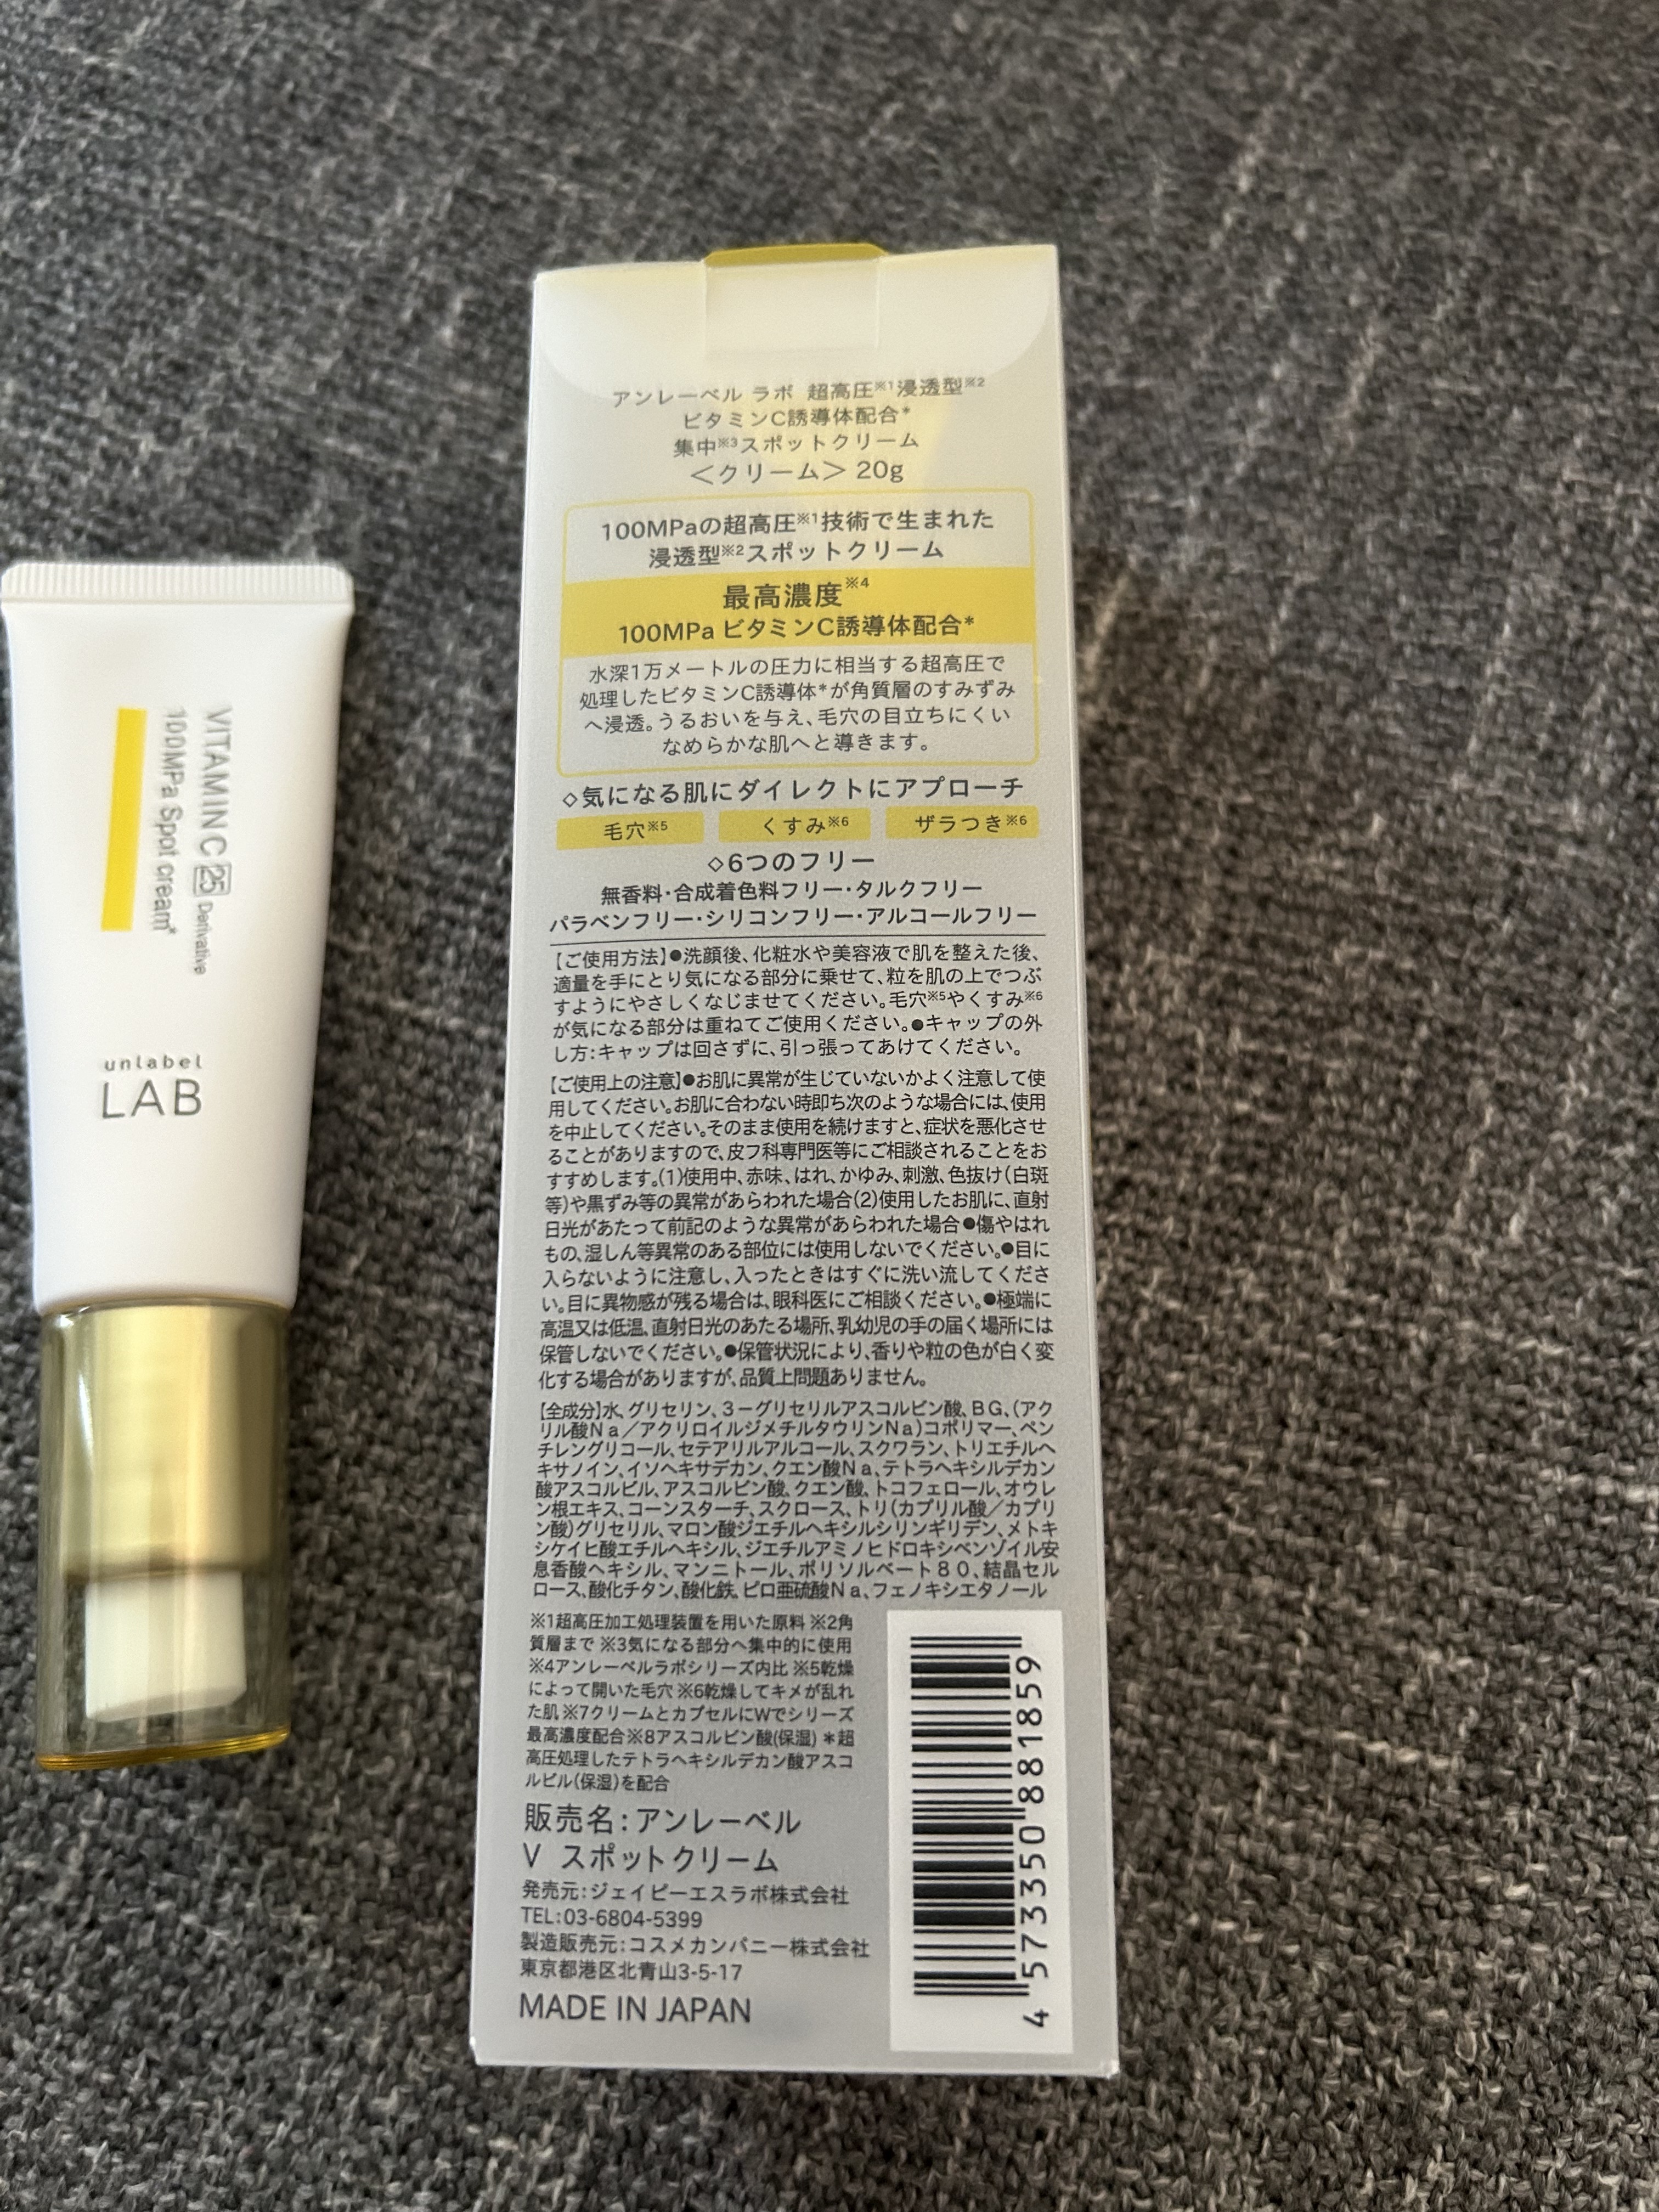 VITAMIN C 25 Derivative
100MPa Spot cream*
unlabel
LAB
アンレーベル ラボ 超高圧※1浸透型※2
ビタミンC誘導体配合*
集中※3スポットクリーム
＜クリーム＞ 20g
100MPaの超高圧※1技術で生まれた
浸透型※2スポットクリーム
最高濃度※4
100MPa ビタミンC誘導体配合*
水深1万メートルの圧力に相当する超高圧で
処理したビタミンC誘導体*が角質層のすみずみ
へ浸透。うるおいを与え、毛穴の目立ちにくい
なめらかな肌へと導きます。
◇気になる肌にダイレクトにアプローチ
毛穴※5 くすみ※6 ザラつき※6
◇6つのフリー
無香料・合成着色料フリー・タルクフリー
パラベンフリー・シリコンフリー・アルコールフリー
【ご使用方法】●洗顔後、化粧水や美容液で肌を整えた後、
適量を手にとり気になる部分に乗せて、粒を肌の上でつぶ
すようにやさしくなじませてください。毛穴※5やくすみ※6
が気になる部分は重ねてご使用ください。●キャップの外
し方：キャップは回さずに、引っ張ってあけてください。
【ご使用上の注意】●お肌に異常が生じていないかよく注意して使
用してください。お肌に合わない時即ち次のような場合には、使用
を中止してください。そのまま使用を続けますと、症状を悪化させ
ることがありますので、皮フ科専門医等にご相談されることをお
すすめします。(1)使用中、赤味、はれ、かゆみ、刺激、色抜け(白斑
等)や黒ずみ等の異常があらわれた場合(2)使用したお肌に、直射
日光があたって前記のような異常があらわれた場合●傷やはれ
もの、湿しん等異常のある部位には使用しないでください。●目に
入らないように注意し、入ったときはすぐに洗い流してくださ
い。目に異物感が残る場合は、眼科医にご相談ください。●極端に
高温又は低温、直射日光のあたる場所、乳幼児の手の届く場所には
保管しないでください。●保管状況により、香りや粒の色が白く変
化する場合がありますが、品質上問題ありません。
【全成分】水、グリセリン、３－グリセリルアスコルビン酸、ＢＧ、(アク
リル酸Ｎａ／アクリロイルジメチルタウリンＮａ)コポリマー、ペン
チレングリコール、セテアリルアルコール、スクワラン、トリエチルヘ
キサノイン、イソヘキサデカン、クエン酸Ｎａ、テトラヘキシルデカン
酸アスコルビル、アスコルビン酸、クエン酸、トコフェロール、オウレ
ン根エキス、コーンスターチ、スクロース、トリ(カプリル酸／カプリ
ン酸)グリセリル、マロン酸ジエチルヘキシルシリンギリデン、メトキ
シケイヒ酸エチルヘキシル、ジエチルアミノヒドロキシベンゾイル安
息香酸ヘキシル、マンニトール、ポリソルベート８０、結晶セル
ロース、酸化チタン、酸化鉄、ピロ亜硫酸Ｎａ、フェノキシエタノール
※1超高圧加工処理装置を用いた原料 ※2角
質層まで ※3気になる部分へ集中的に使用
※4アンレーベルラボシリーズ内比 ※5乾燥
によって開いた毛穴 ※6乾燥してキメが乱れ
た肌 ※7クリームとカプセルにWでシリーズ
最高濃度配合※8アスコルビン酸(保湿) ＊超
高圧処理したテトラヘキシルデカン酸アスコ
ルビル(保湿)を配合
販売名：アンレーベル
V スポットクリーム
発売元：ジェイピーエスラボ株式会社
TEL：03-6804-5399
製造販売元：コスメカンパニー株式会社
東京都港区北青山3-5-17
MADE IN JAPAN
4 573350 881859